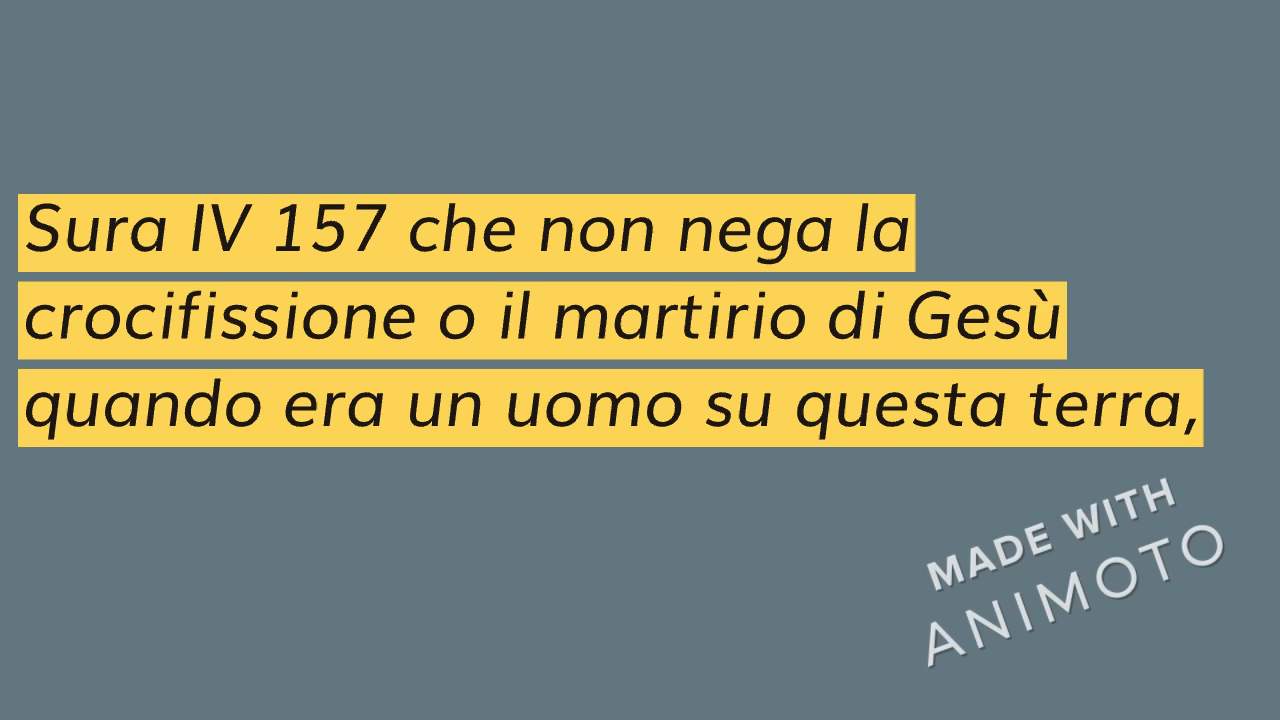 Sura IV 157 che non nega la
crocifissione o il martirio di Gesù
quando era un uomo su questa terra,
MADE WITH
ANIMOTO